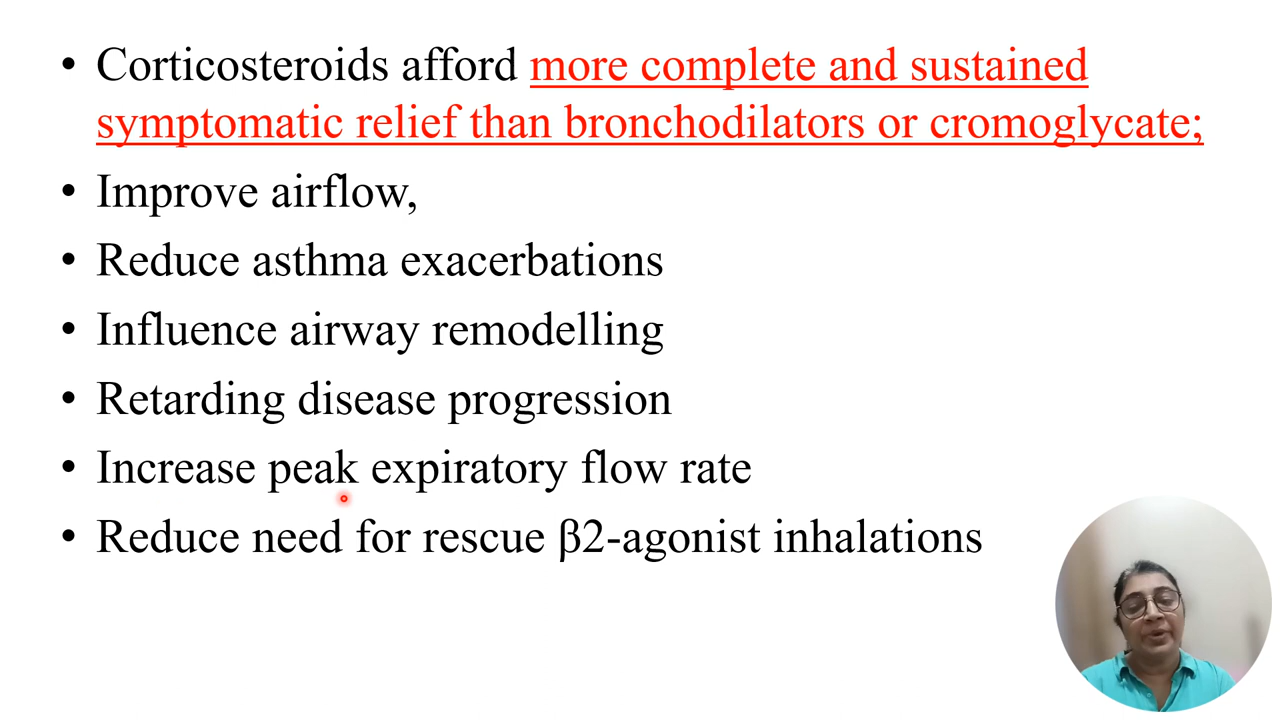 • Corticosteroids afford more complete and sustained
symptomatic relief than bronchodilators or cromoglycate;
• Improve airflow,
• Reduce asthma exacerbations
• Influence airway remodelling
• Retarding disease progression
• Increase peak expiratory flow rate
• Reduce need for rescue β2-agonist inhalations